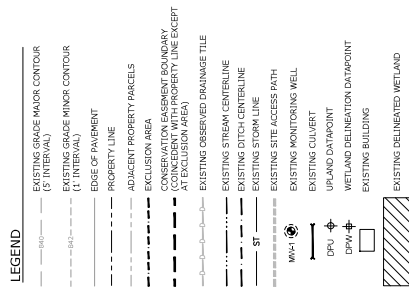 LEGEND
840
EXISTING GRADE MAJOR CONTOUR
(5' INTERVAL)
842
EXISTING GRADE MINOR CONTOUR
(1' INTERVAL)
EDGE OF PAVEMENT
PROPERTY LINE
ADJACENT PROPERTY PARCELS
EXCLUSION AREA
CONSERVATION EASEMENT BOUNDARY
(COINCEDENT WITH PROPERTY LINE EXCEPT
AT EXCLUSION AREA)
EXISTING OBSERVED DRAINAGE TILE
EXISTING STREAM CENTERLINE
EXISTING DITCH CENTERLINE
ST EXISTING STORM LINE
EXISTING SITE ACCESS PATH
MW-1 EXISTING MONITORING WELL
EXISTING CULVERT
DPU UPLAND DATAPOINT
DPW WETLAND DELINEATION DATAPOINT
EXISTING BUILDING
EXISTING DELINEATED WETLAND